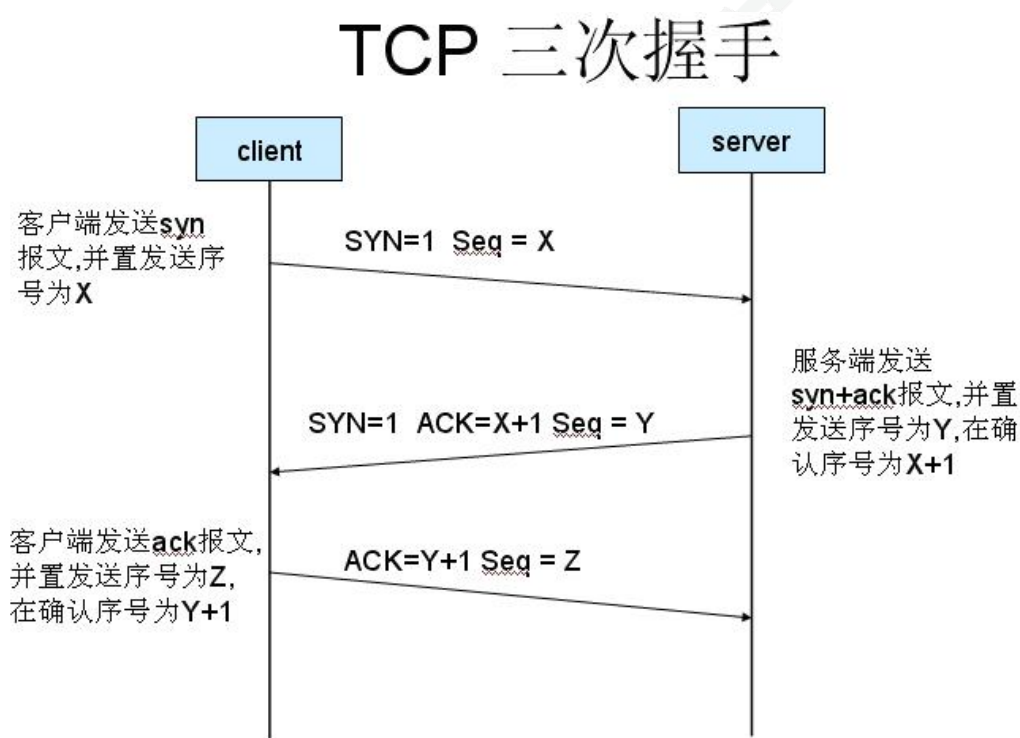 TCP 三次握手
client
server
客户端发送syn
报文,并置发送序
号为X
SYN=1 Seq = X
服务端发送
syn+ack报文,并置
发送序号为Y,在确
认序号为X+1
SYN=1 ACK=X+1 Seq = Y
客户端发送ack报文,
并置发送序号为Z,
在确认序号为Y+1
ACK=Y+1 Seq = Z